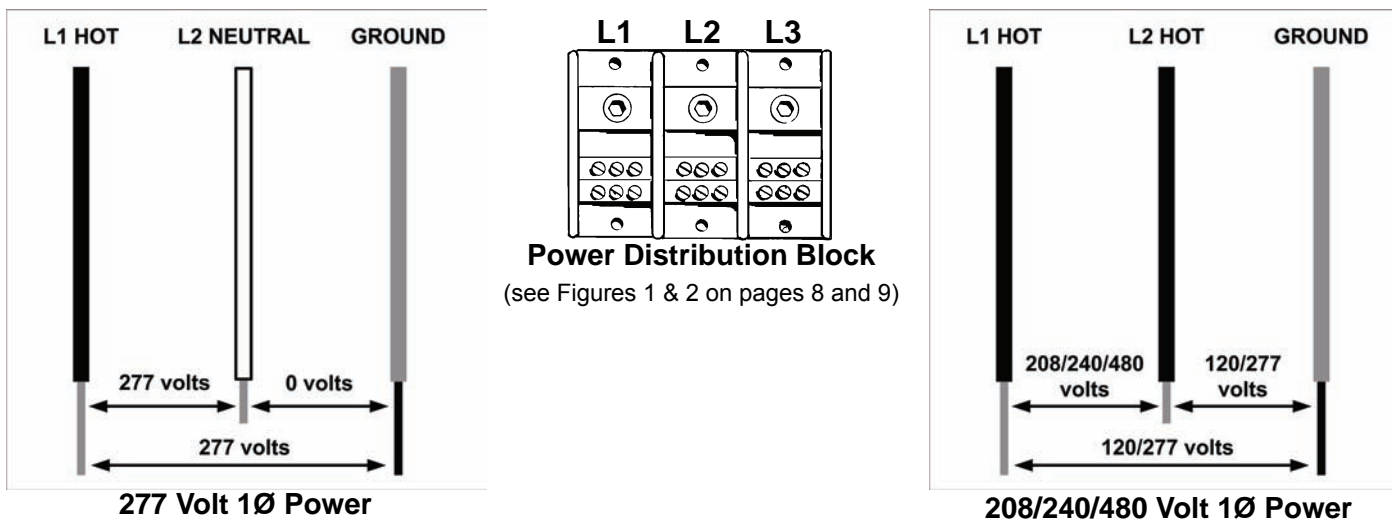 L1 HOT L2 NEUTRAL GROUND
277 volts 0 volts
277 volts
277 Volt 1Ø Power
L1 L2 L3
Power Distribution Block
(see Figures 1 & 2 on pages 8 and 9)
L1 HOT L2 HOT GROUND
208/240/480
volts
120/277
volts
120/277 volts
208/240/480 Volt 1Ø Power